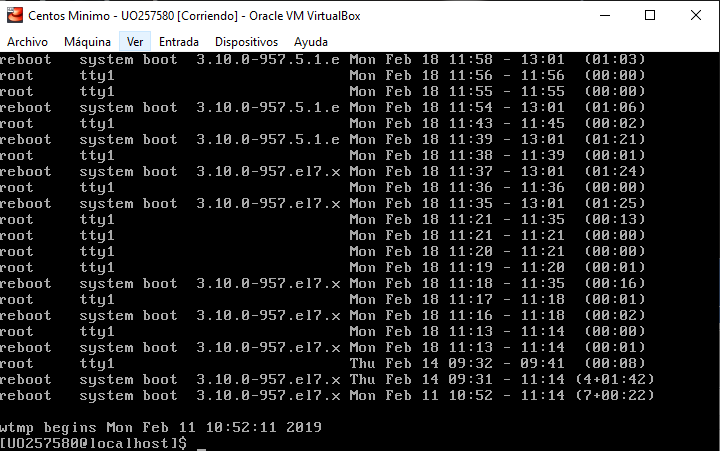 Centos Minimo - UO257580 [Corriendo] - Oracle VM VirtualBox
Archivo Máquina Ver Entrada Dispositivos Ayuda
reboot   system boot  3.10.0-957.5.1.e Mon Feb 18 11:58 - 13:01  (01:03)
root     tty1                          Mon Feb 18 11:56 - 11:56  (00:00)
root     tty1                          Mon Feb 18 11:55 - 11:55  (00:00)
reboot   system boot  3.10.0-957.5.1.e Mon Feb 18 11:54 - 13:01  (01:06)
root     tty1                          Mon Feb 18 11:43 - 11:45  (00:02)
reboot   system boot  3.10.0-957.5.1.e Mon Feb 18 11:39 - 13:01  (01:21)
root     tty1                          Mon Feb 18 11:38 - 11:39  (00:01)
reboot   system boot  3.10.0-957.el7.x Mon Feb 18 11:37 - 13:01  (01:24)
root     tty1                          Mon Feb 18 11:36 - 11:36  (00:00)
reboot   system boot  3.10.0-957.el7.x Mon Feb 18 11:35 - 13:01  (01:25)
root     tty1                          Mon Feb 18 11:21 - 11:35  (00:13)
root     tty1                          Mon Feb 18 11:21 - 11:21  (00:00)
root     tty1                          Mon Feb 18 11:20 - 11:21  (00:00)
root     tty1                          Mon Feb 18 11:19 - 11:20  (00:01)
reboot   system boot  3.10.0-957.el7.x Mon Feb 18 11:18 - 11:35  (00:16)
root     tty1                          Mon Feb 18 11:17 - 11:18  (00:01)
reboot   system boot  3.10.0-957.el7.x Mon Feb 18 11:16 - 11:18  (00:02)
root     tty1                          Mon Feb 18 11:13 - 11:14  (00:00)
reboot   system boot  3.10.0-957.el7.x Mon Feb 18 11:13 - 11:14  (00:01)
root     tty1                          Thu Feb 14 09:32 - 09:41  (00:08)
reboot   system boot  3.10.0-957.el7.x Thu Feb 14 09:31 - 11:14 (4+01:42)
reboot   system boot  3.10.0-957.el7.x Mon Feb 11 10:52 - 11:14 (7+00:22)
wtmp begins Mon Feb 11 10:52:11 2019
[UO257580@localhost]$ _